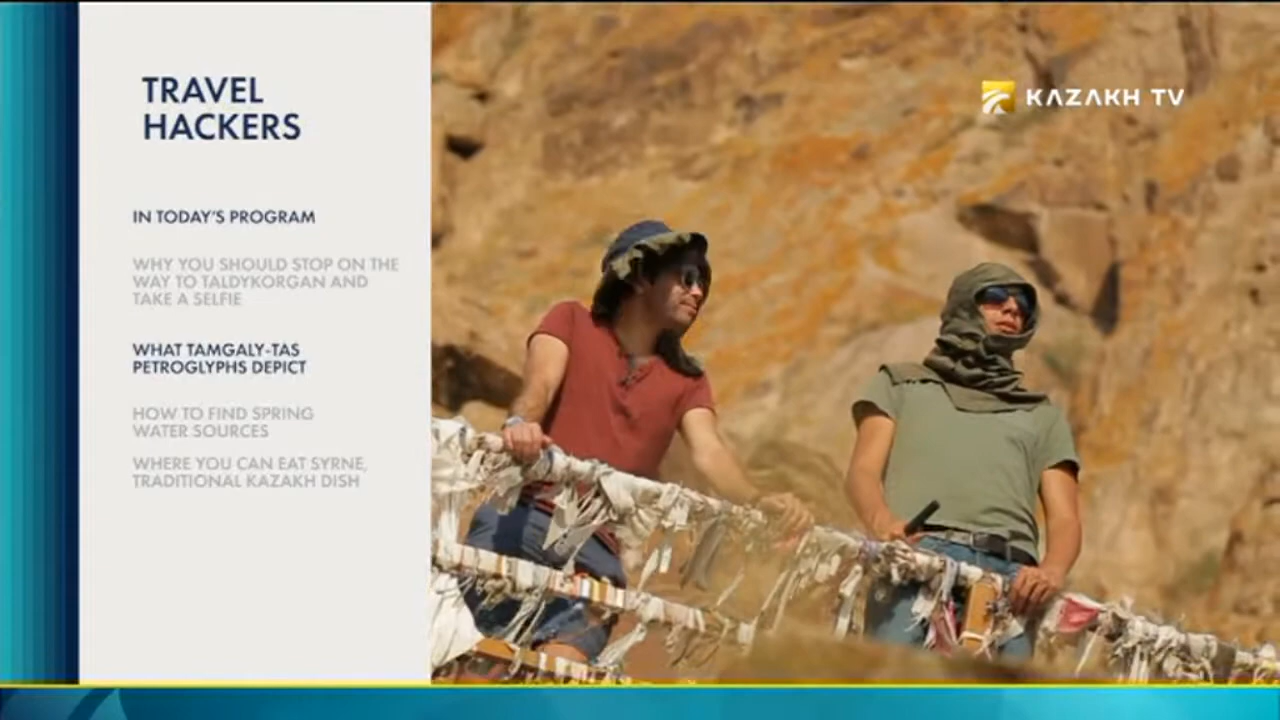 TRAVEL
HACKERS
KAZAKH TV
IN TODAY'S PROGRAM
WHY YOU SHOULD STOP ON THE
WAY TO TALDYKORGAN AND
TAKE A SELFIE
WHAT TAMGALY-TAS
PETROGLYPHS DEPICT
HOW TO FIND SPRING
WATER SOURCES
WHERE YOU CAN EAT SYRNE,
TRADITIONAL KAZAKH DISH